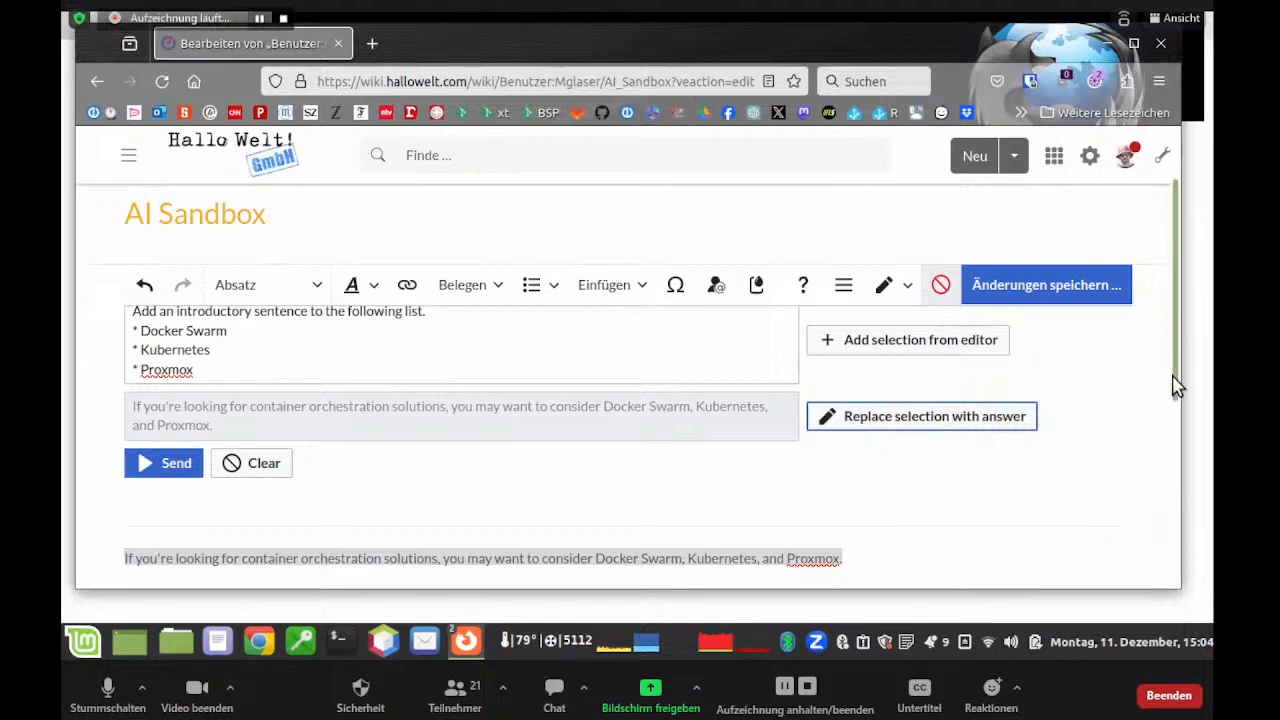 Aufzeichnung läuft...
Ansicht
Bearbeiten von „Benutzer:
https://wiki.hallowelt.com/wiki/Benutzer:Mglaser/AI_Sandbox?veaction=edit
Suchen
xt
BSP
R
Weitere Lesezeichen
Hallo Welt!
GmbH
Finde ...
Neu
AI Sandbox
Absatz
A
Belegen
Einfügen
Ω
?
Änderungen speichern ...
Add an introductory sentence to the following list.
* Docker Swarm
* Kubernetes
* Proxmox
Add selection from editor
If you're looking for container orchestration solutions, you may want to consider Docker Swarm, Kubernetes,
and Proxmox.
Replace selection with answer
Send
Clear
If you're looking for container orchestration solutions, you may want to consider Docker Swarm, Kubernetes, and Proxmox.
2
79° 5112
9
Montag, 11. Dezember, 15:04
21
CC
Stummschalten
Video beenden
Sicherheit
Teilnehmer
Chat
Bildschirm freigeben
Aufzeichnung anhalten/beenden
Untertitel
Reaktionen
Beenden